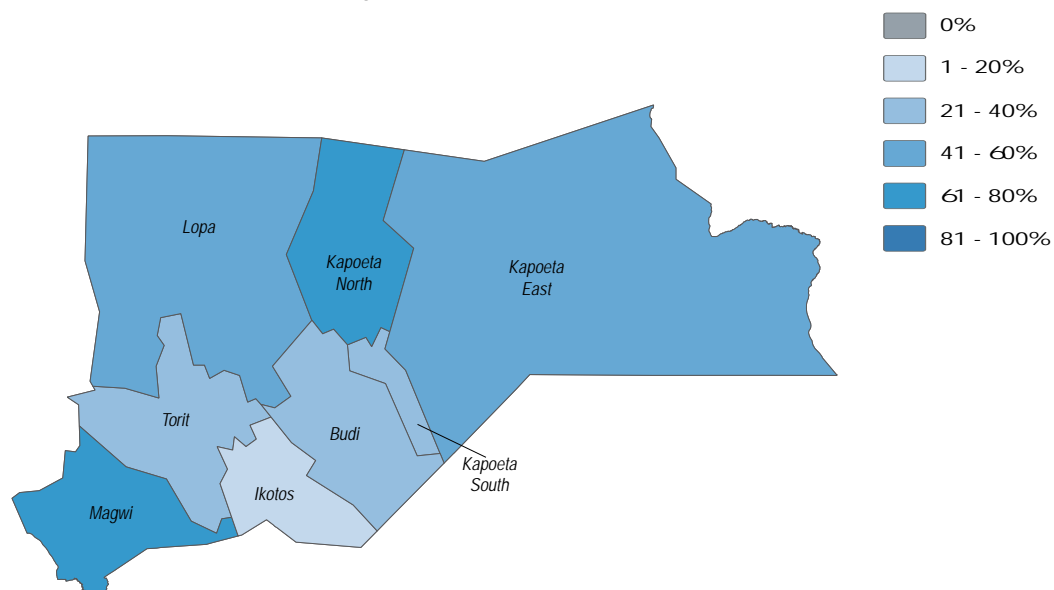 0%
1 - 20%
21 - 40%
41 - 60%
61 - 80%
81 - 100%
Lopa
Kapoeta
North
Kapoeta
East
Torit
Budi
Kapoeta
South
Ikotos
Magwi